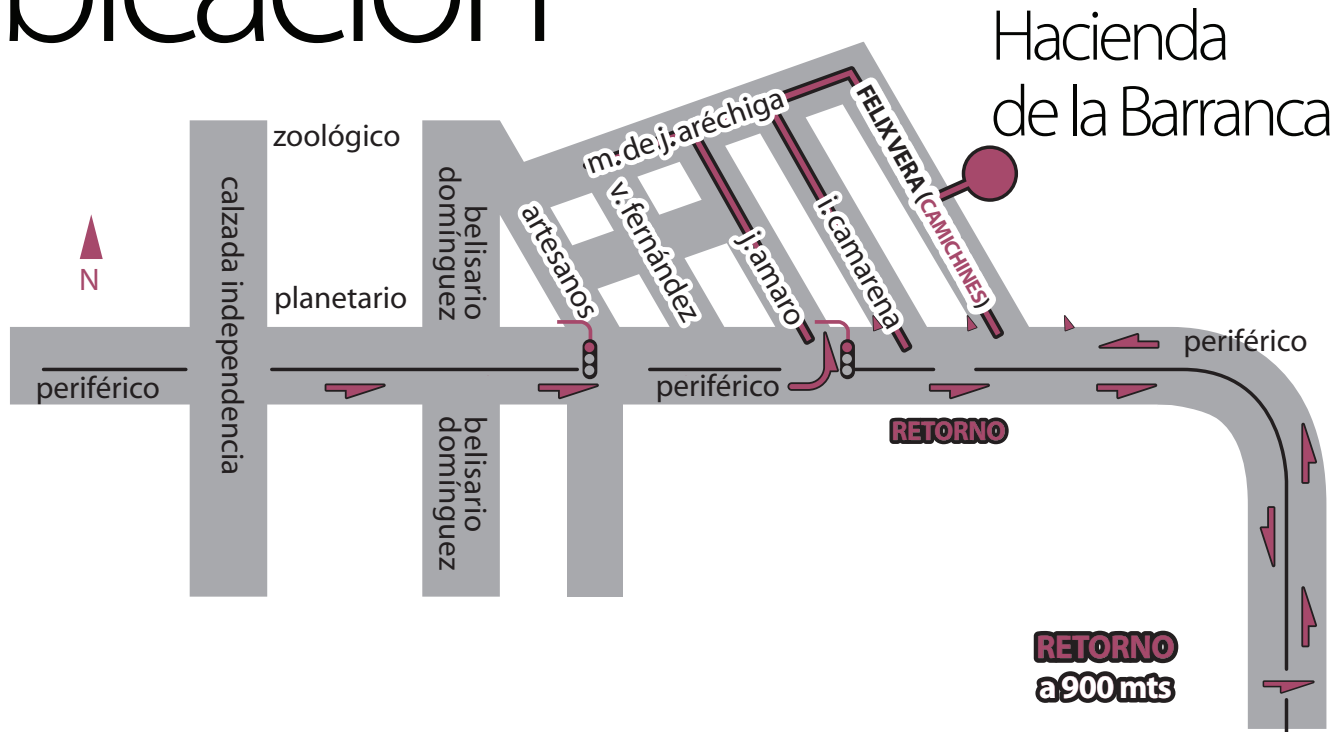 bicación
Hacienda
de la Barranca
zoológico
calzada independencia
belisario
domínguez
planetario
N
artesanos
v. fernández
m. de j. aréchiga
j. amaro
i. camarena
FELIX VERA (CAMICHINES)
periférico
periférico
periférico
RETORNO
belisario
domínguez
RETORNO
a 900 mts